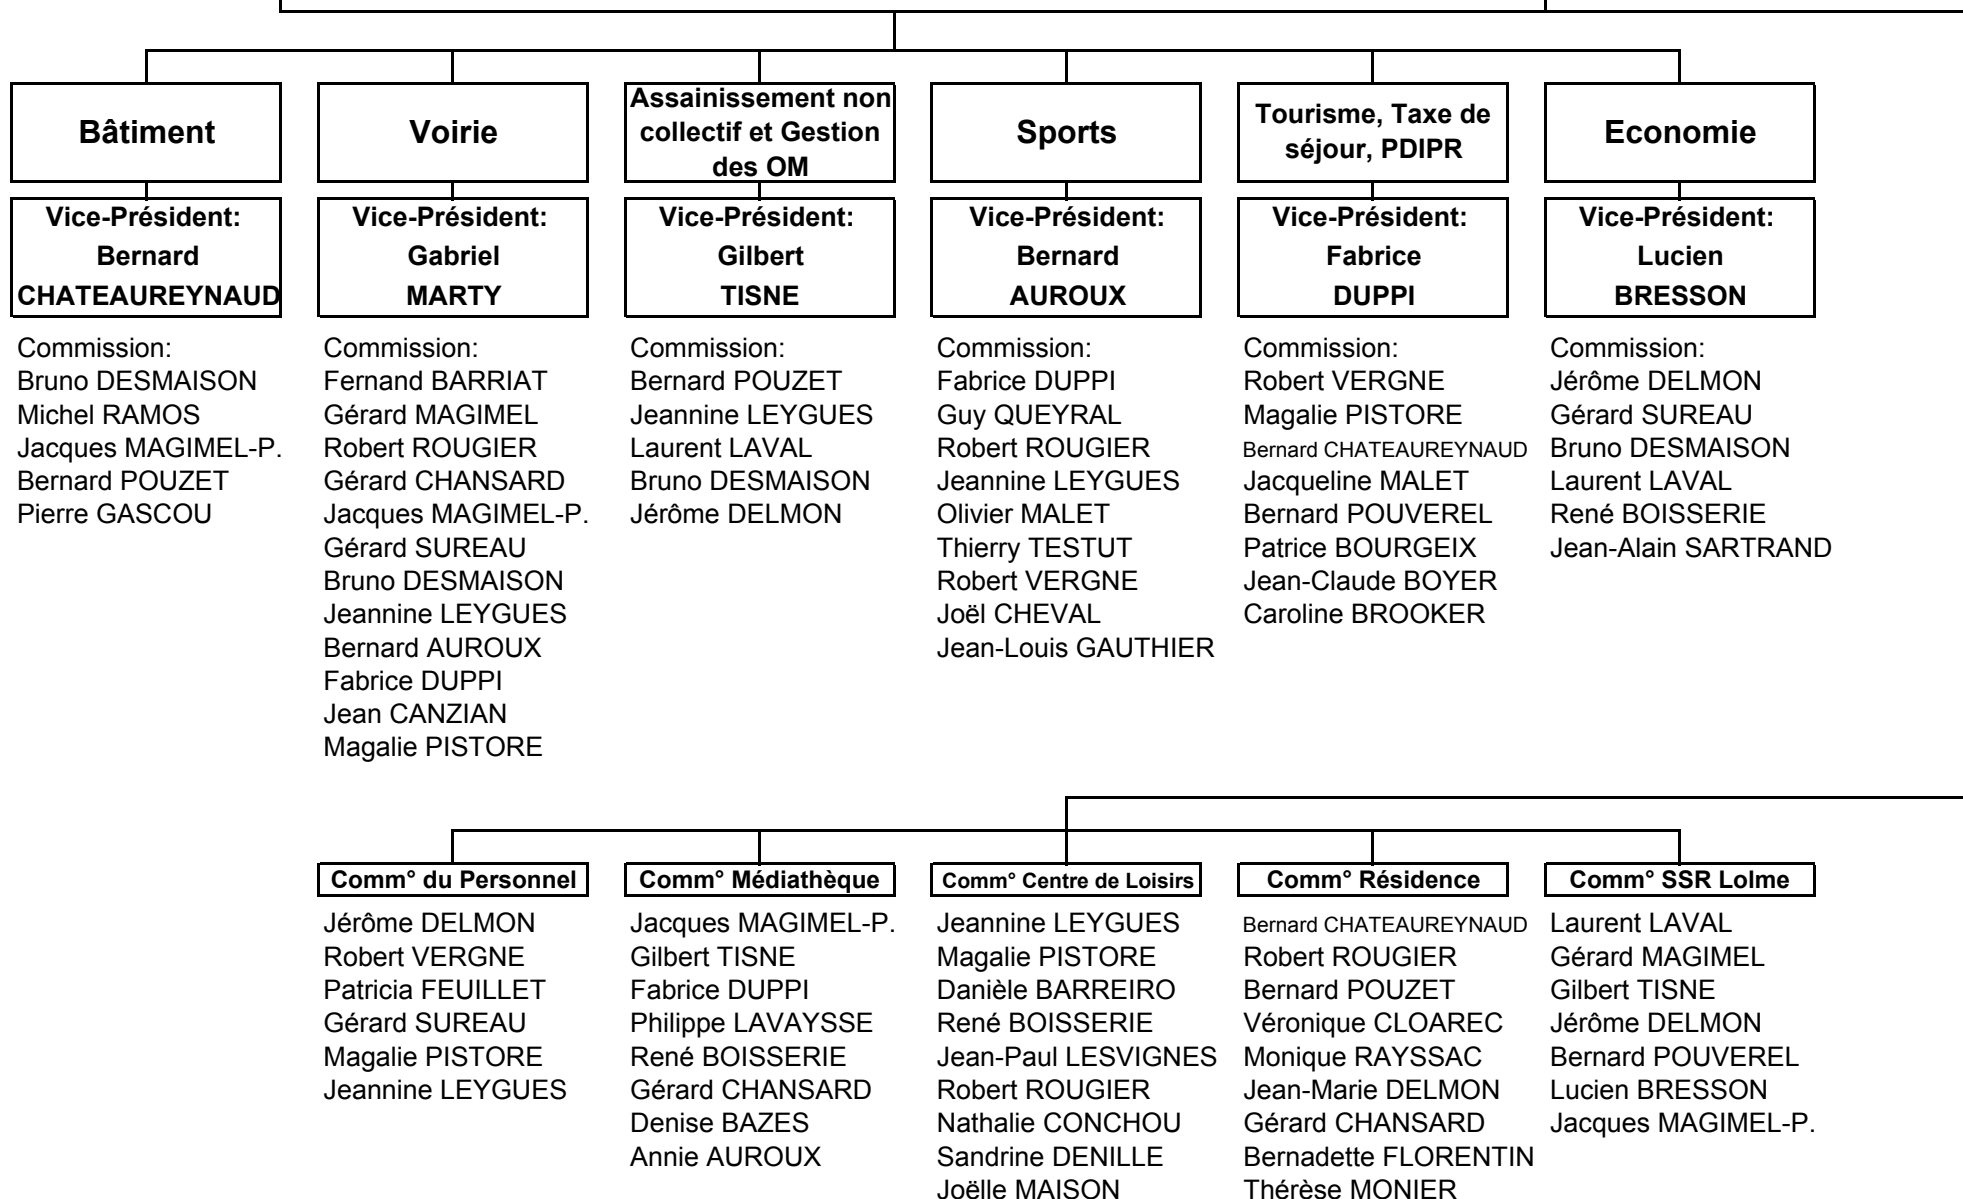 Bâtiment
Vice-Président:
Bernard
CHATEAUREYNAUD
Commission:
Bruno DESMAISON
Michel RAMOS
Jacques MAGIMEL-P.
Bernard POUZET
Pierre GASCOU
Voirie
Vice-Président:
Gabriel
MARTY
Commission:
Fernand BARRIAT
Gérard MAGIMEL
Robert ROUGIER
Gérard CHANSARD
Jacques MAGIMEL-P.
Gérard SUREAU
Bruno DESMAISON
Jeannine LEYGUES
Bernard AUROUX
Fabrice DUPPI
Jean CANZIAN
Magalie PISTORE
Assainissement non
collectif et Gestion
des OM
Vice-Président:
Gilbert
TISNE
Commission:
Bernard POUZET
Jeannine LEYGUES
Laurent LAVAL
Bruno DESMAISON
Jérôme DELMON
Sports
Vice-Président:
Bernard
AUROUX
Commission:
Fabrice DUPPI
Guy QUEYRAL
Robert ROUGIER
Jeannine LEYGUES
Olivier MALET
Thierry TESTUT
Robert VERGNE
Joël CHEVAL
Jean-Louis GAUTHIER
Tourisme, Taxe de
séjour, PDIPR
Vice-Président:
Fabrice
DUPPI
Commission:
Robert VERGNE
Magalie PISTORE
Bernard CHATEAUREYNAUD
Jacqueline MALET
Bernard POUVEREL
Patrice BOURGEIX
Jean-Claude BOYER
Caroline BROOKER
Economie
Vice-Président:
Lucien
BRESSON
Commission:
Jérôme DELMON
Gérard SUREAU
Bruno DESMAISON
Laurent LAVAL
René BOISSERIE
Jean-Alain SARTRAND
Comm° du Personnel
Jérôme DELMON
Robert VERGNE
Patricia FEUILLET
Gérard SUREAU
Magalie PISTORE
Jeannine LEYGUES
Comm° Médiathèque
Jacques MAGIMEL-P.
Gilbert TISNE
Fabrice DUPPI
Philippe LAVAYSSE
René BOISSERIE
Gérard CHANSARD
Denise BAZES
Annie AUROUX
Comm° Centre de Loisirs
Jeannine LEYGUES
Magalie PISTORE
Danièle BARREIRO
René BOISSERIE
Jean-Paul LESVIGNES
Robert ROUGIER
Nathalie CONCHOU
Sandrine DENILLE
Joëlle MAISON
Comm° Résidence
Bernard CHATEAUREYNAUD
Robert ROUGIER
Bernard POUZET
Véronique CLOAREC
Monique RAYSSAC
Jean-Marie DELMON
Gérard CHANSARD
Bernadette FLORENTIN
Thérèse MONIER
Comm° SSR Lolme
Laurent LAVAL
Gérard MAGIMEL
Gilbert TISNE
Jérôme DELMON
Bernard POUVEREL
Lucien BRESSON
Jacques MAGIMEL-P.